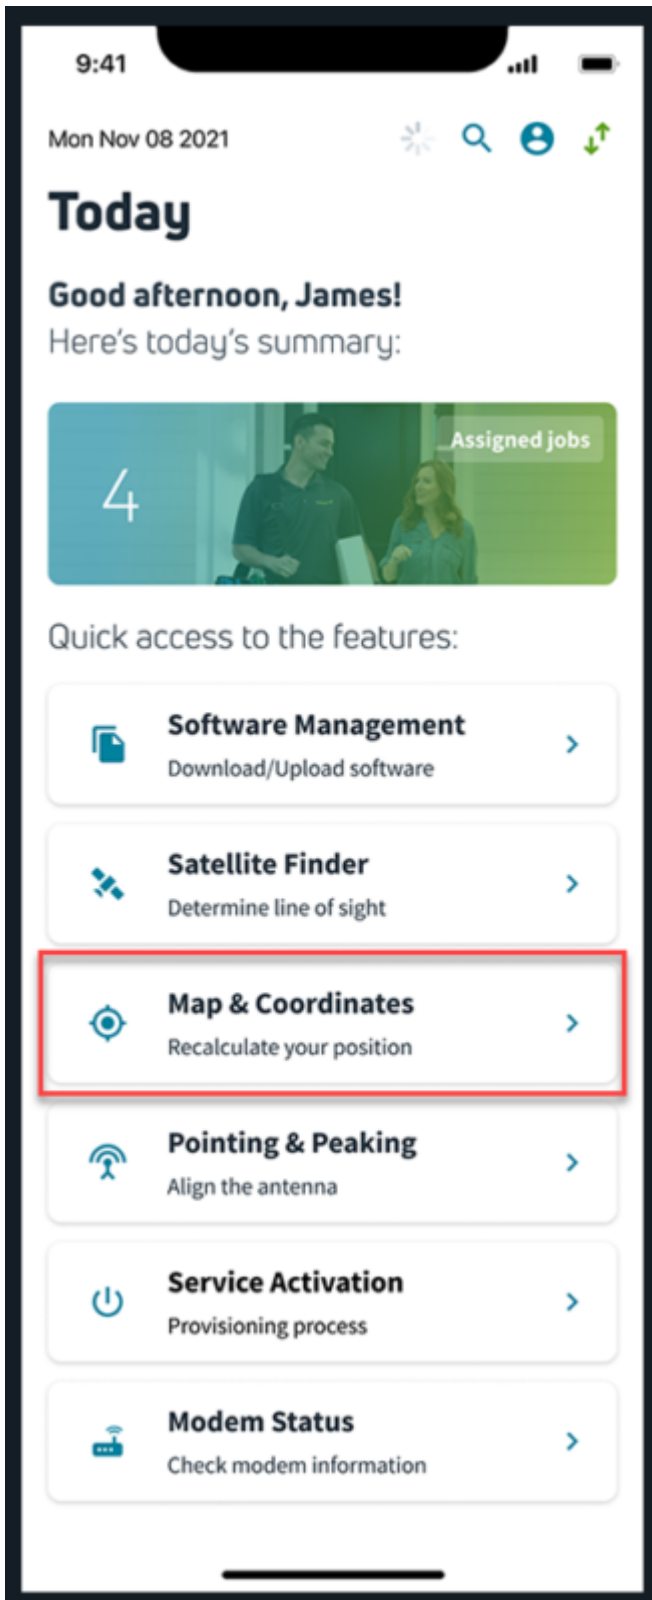 9:41
Mon Nov 08 2021
Today
Good afternoon, James!
Here's today's summary:
4
Assigned jobs
Quick access to the features:
Software Management
Download/Upload software
Satellite Finder
Determine line of sight
Map & Coordinates
Recalculate your position
Pointing & Peaking
Align the antenna
Service Activation
Provisioning process
Modem Status
Check modem information